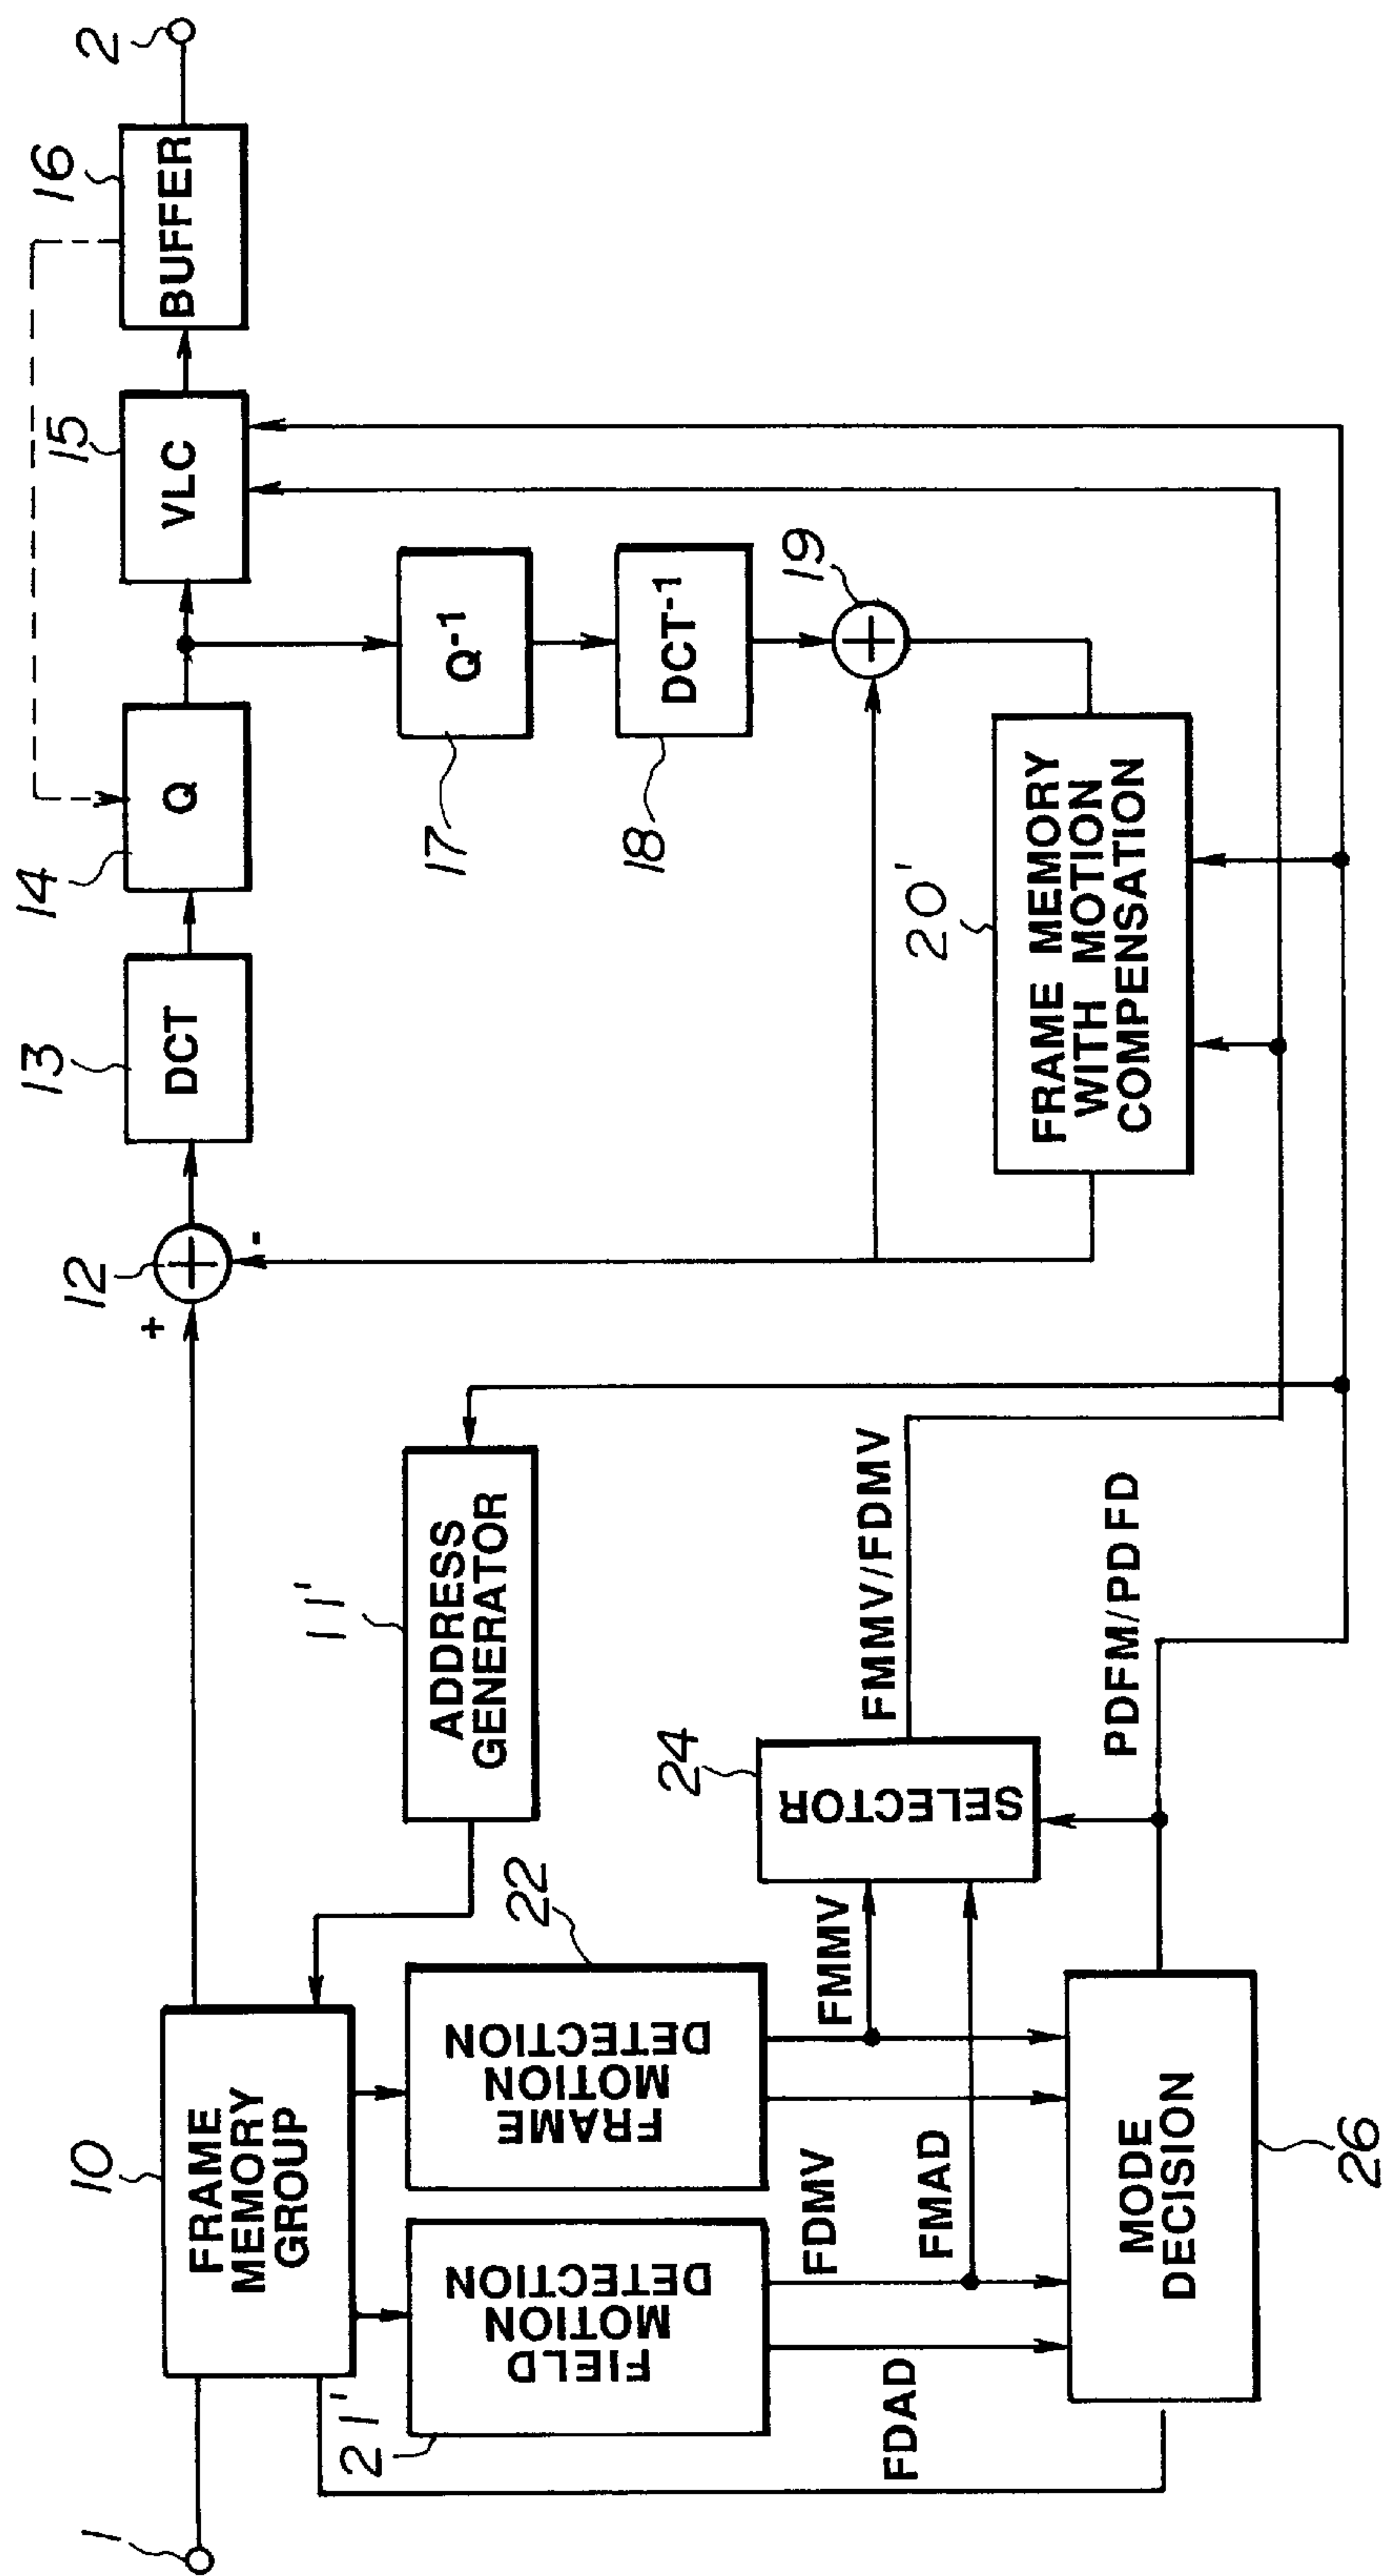 1
10
FRAME
MEMORY
GROUP
+
12
-
13
DCT
14
Q
15
VLC
16
BUFFER
2
11'
ADDRESS
GENERATOR
17
Q-1
18
DCT-1
19
21'
FIELD
MOTION
DETECTION
22
FRAME
MOTION
DETECTION
24
SELECTOR
FMMV
FMMV/FDMV
20'
FRAME MEMORY
WITH MOTION
COMPENSATION
FDMV
FMAD
FDAD
PDFM/PDFD
MODE
DECISION
26